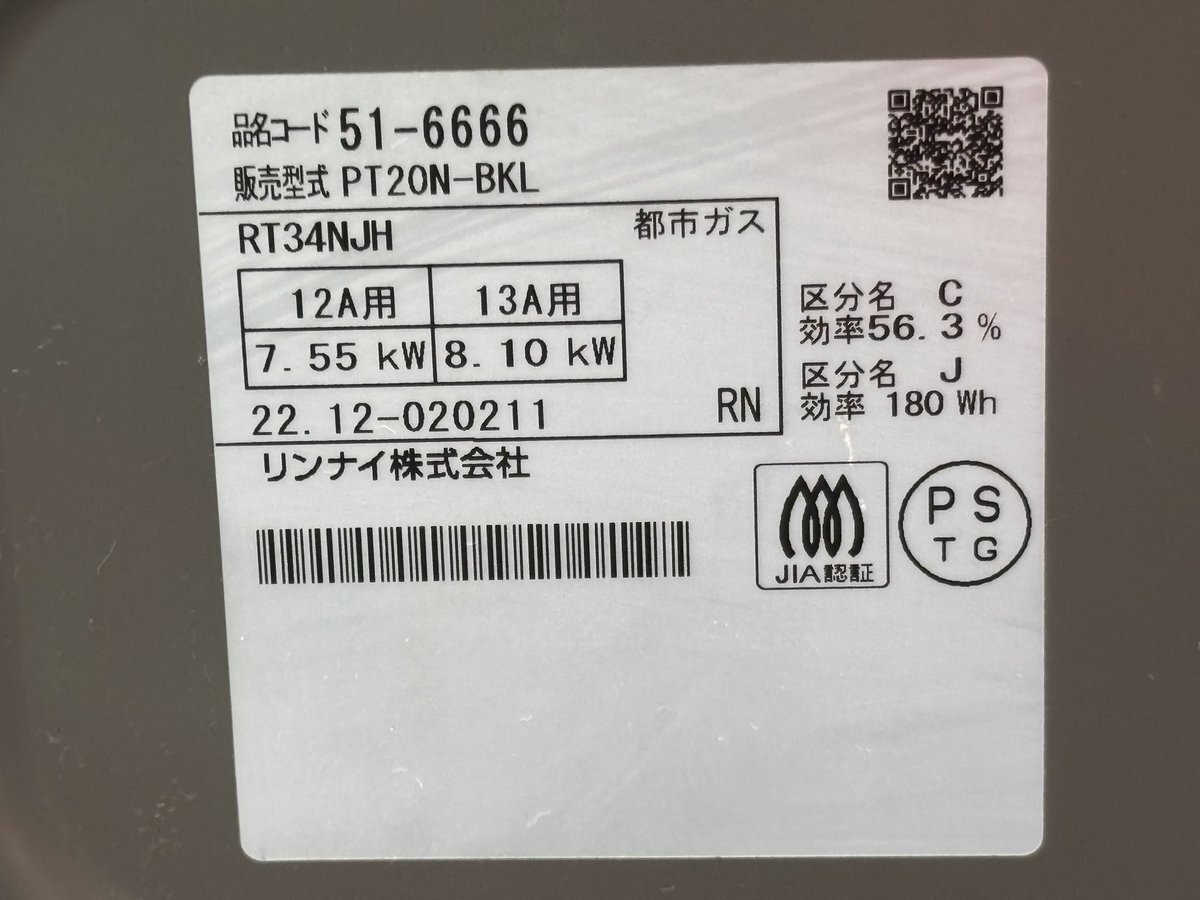 品名コード 51-6666
販売型式 PT20N-BKL
RT34NJH
都市ガス
12A用 13A用
7.55 kW 8.10 kW
22.12-020211
RN
リンナイ株式会社
区分名 C
効率56.3%
区分名 J
効率 180 Wh
JIA認証
PS
TG